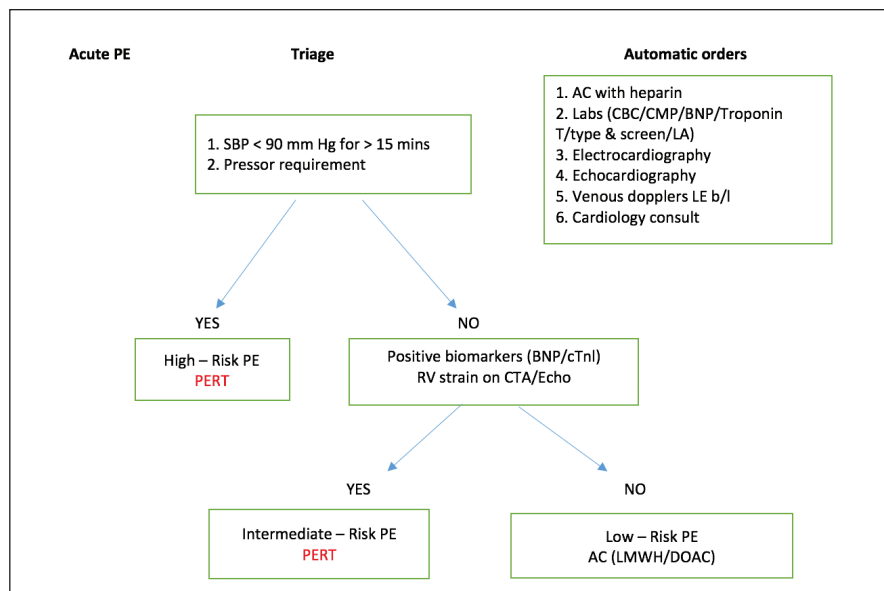 Acute PE
Triage
Automatic orders
1. AC with heparin
2. Labs (CBC/CMP/BNP/Troponin
T/type & screen/LA)
3. Electrocardiography
4. Echocardiography
5. Venous dopplers LE b/l
6. Cardiology consult
1. SBP < 90 mm Hg for > 15 mins
2. Pressor requirement
YES
NO
High – Risk PE
PERT
Positive biomarkers (BNP/cTnl)
RV strain on CTA/Echo
YES
NO
Intermediate – Risk PE
PERT
Low – Risk PE
AC (LMWH/DOAC)